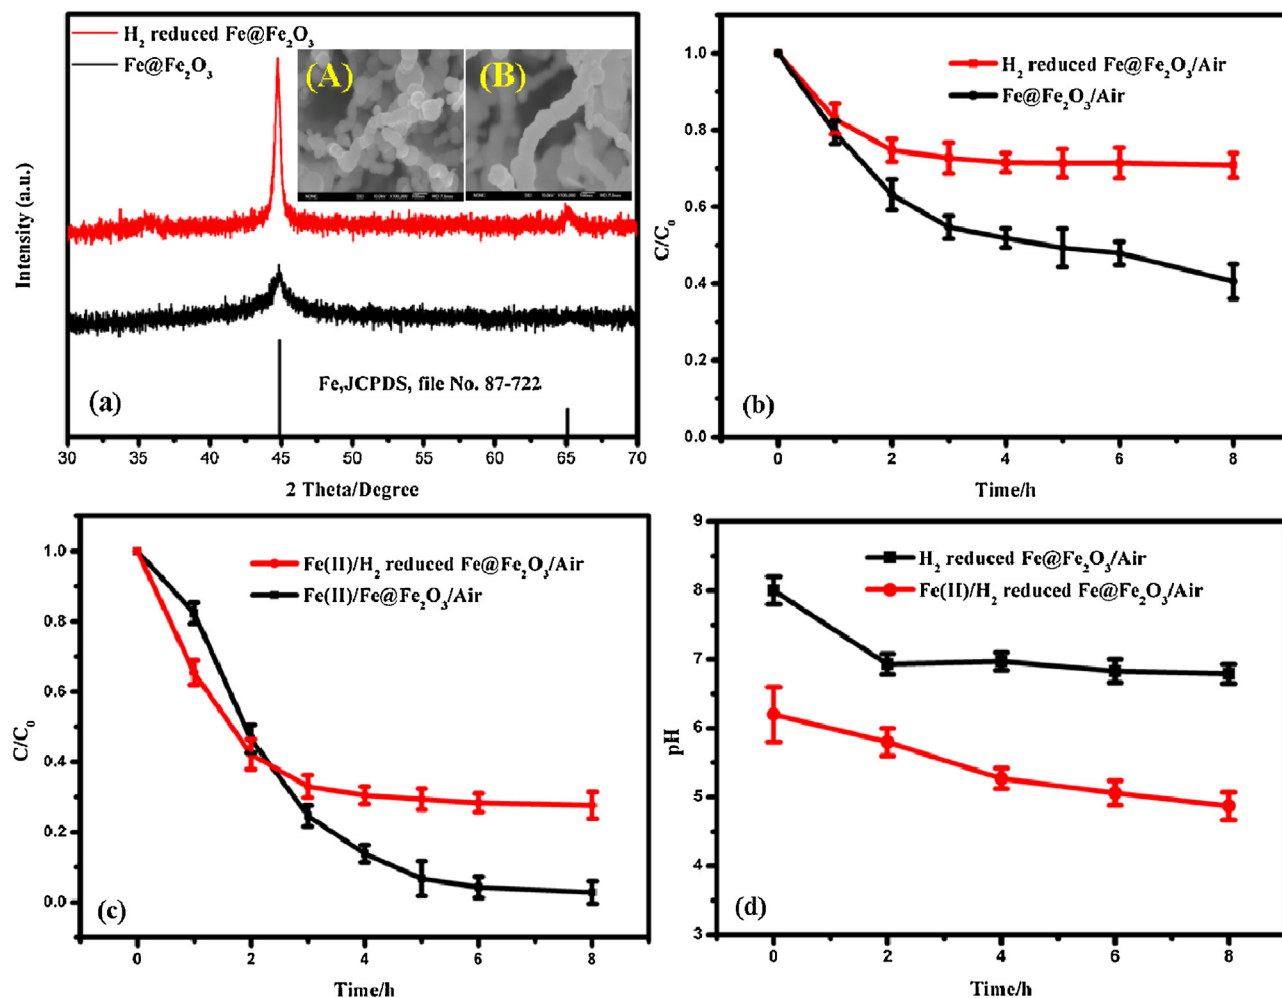 H₂ reduced Fe@Fe₂O₃
Fe@Fe₂O₃
(A)
(B)
Intensity (a.u.)
Fe,JCPDS, file No. 87-722
(a)
30 35 40 45 50 55 60 65 70
2 Theta/Degree
H₂ reduced Fe@Fe₂O₃/Air
Fe@Fe₂O₃/Air
1.0
0.8
0.6
0.4
0.2
0.0
C/C₀
(b)
0 2 4 6 8
Time/h
Fe(II)/H₂ reduced Fe@Fe₂O₃/Air
Fe(II)/Fe@Fe₂O₃/Air
1.0
0.8
0.6
0.4
0.2
0.0
C/C₀
(c)
0 2 4 6 8
Time/h
H₂ reduced Fe@Fe₂O₃/Air
Fe(II)/H₂ reduced Fe@Fe₂O₃/Air
9
8
7
6
5
4
3
pH
(d)
0 2 4 6 8
Time/h